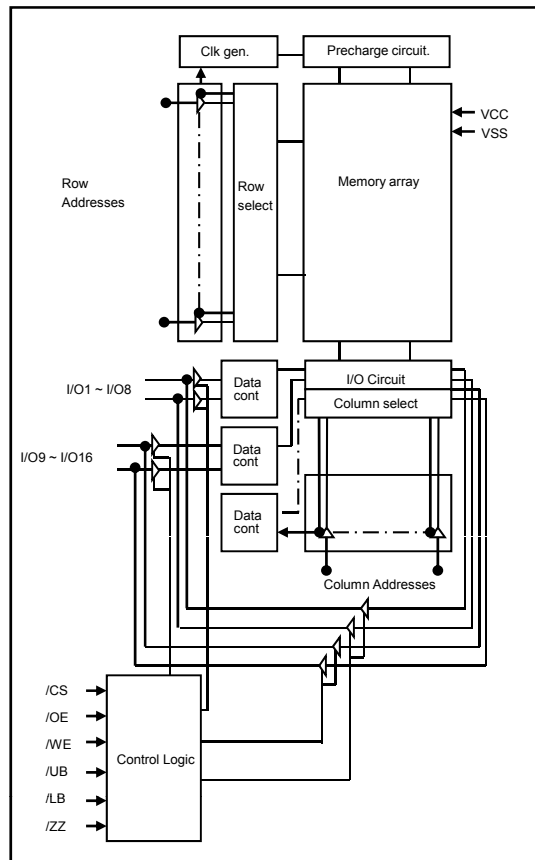 Clk gen.
Precharge circuit.
VCC
VSS
Row
Addresses
Row
select
Memory array
I/O1 ~ I/O8
Data
cont
I/O Circuit
Column select
I/O9 ~ I/O16
Data
cont
Data
cont
Column Addresses
/CS
/OE
/WE
/UB
/LB
/ZZ
Control Logic